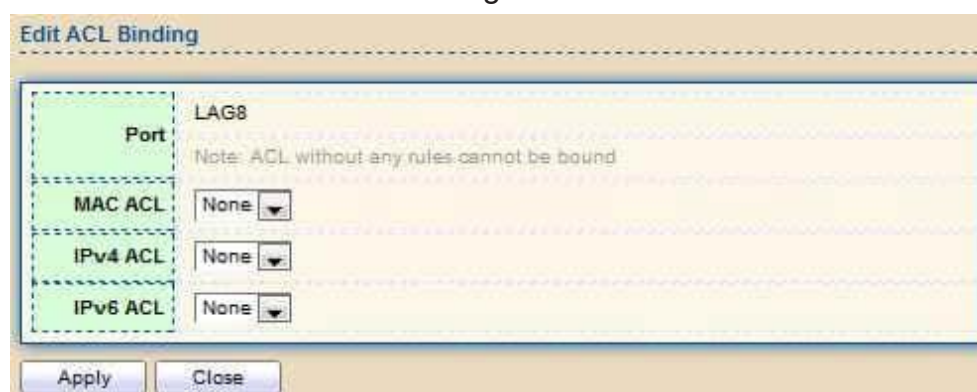 Edit ACL Binding
Port
LAG8
Note: ACL without any rules cannot be bound
MAC ACL None
IPv4 ACL None
IPv6 ACL None
Apply Close